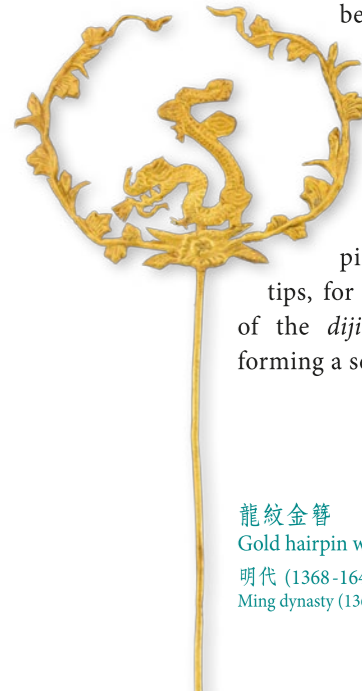 be
pi
tips, for
of the diji
forming a se
龍紋金簪
Gold hairpin w
明代 (1368-164
Ming dynasty (136